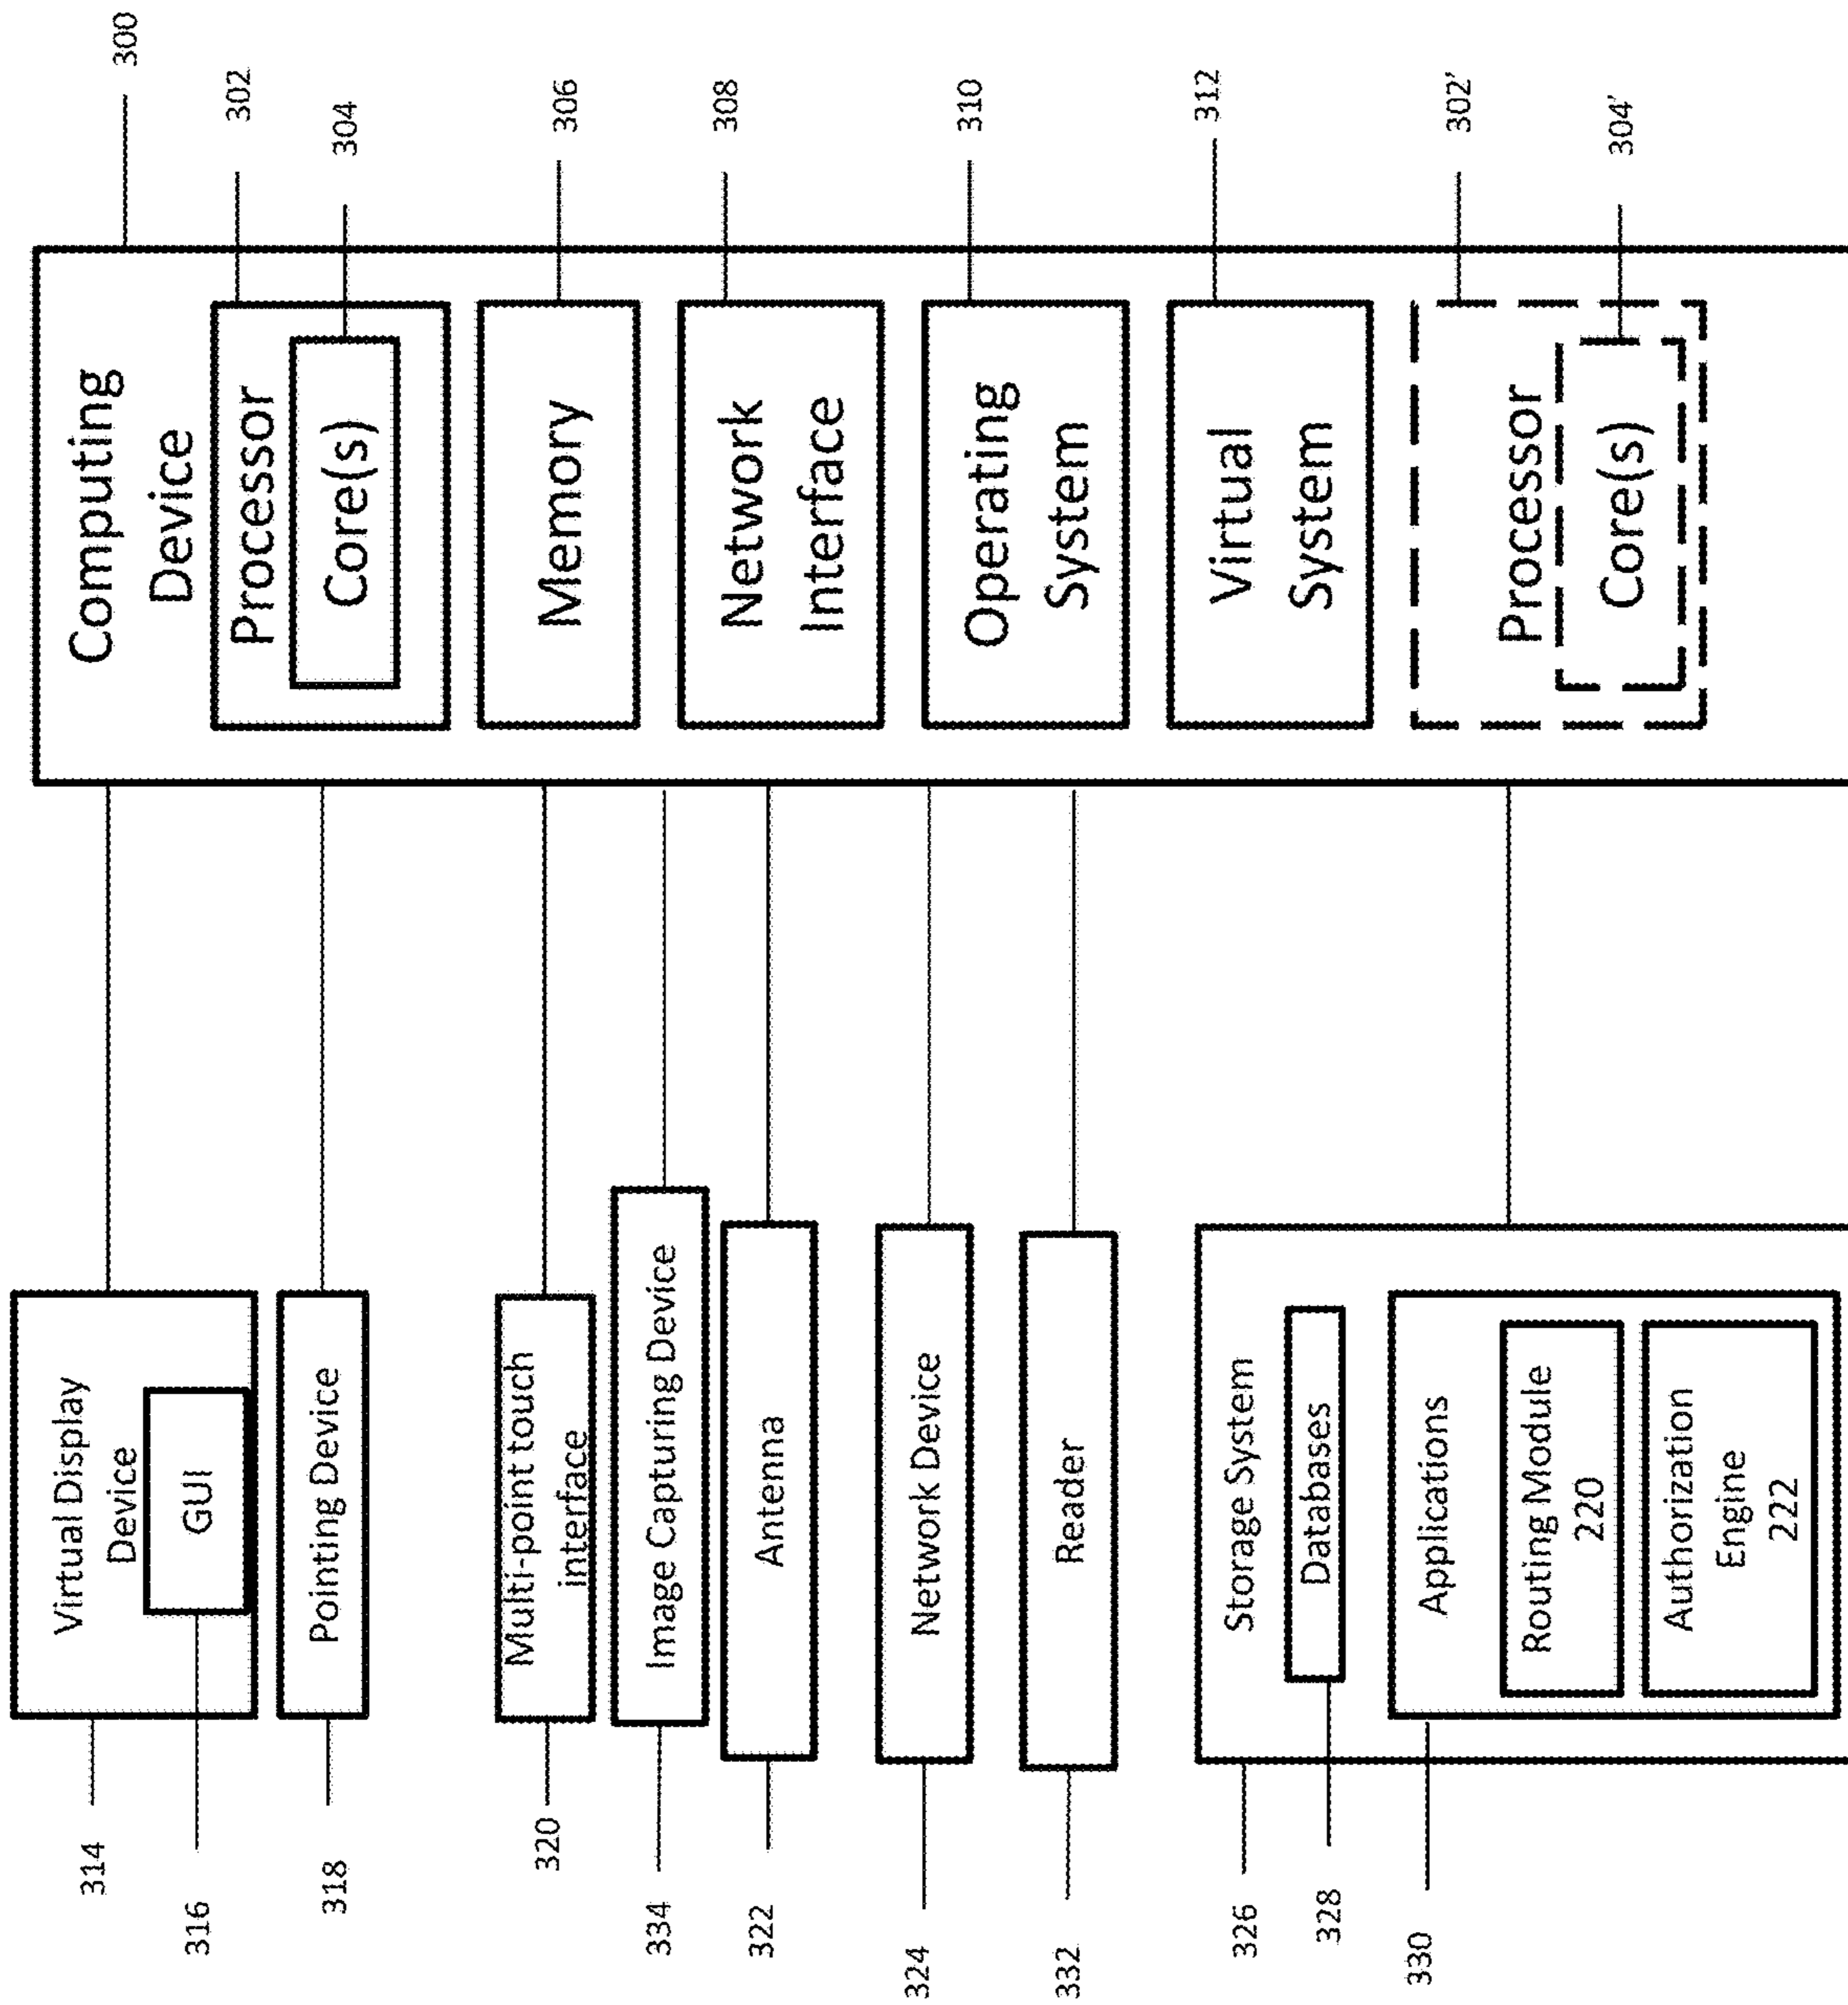 314
Virtual Display
Device
316
GUI
318
Pointing Device
320
Multi-point touch
interface
334
Image Capturing Device
322
Antenna
324
Network Device
332
Reader
326
Storage System
328
Databases
330
Applications
Routing Module
220
Authorization
Engine
222
Computing
Device
300
Processor
302
Core(s)
304
Memory
306
Network
Interface
308
Operating
System
310
Virtual
System
312
Processor
302'
Core(s)
304'